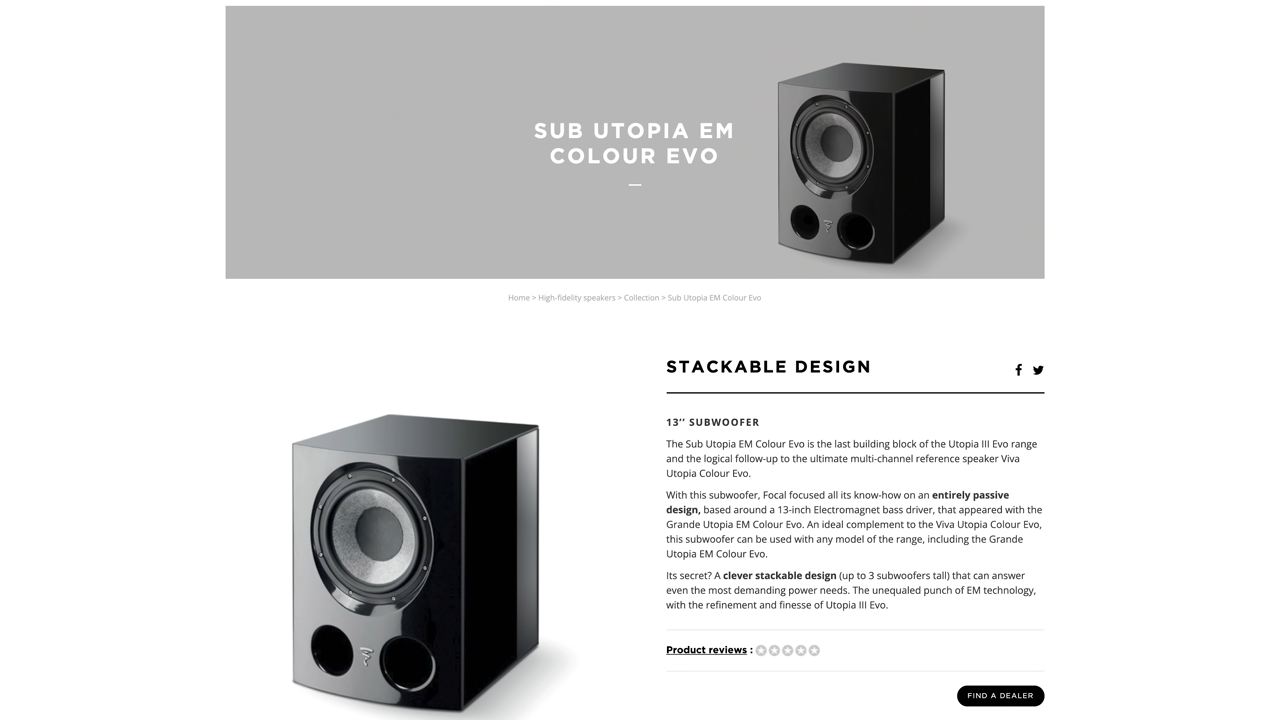 SUB UTOPIA EM
COLOUR EVO
Home > High-fidelity speakers > Collection > Sub Utopia EM Colour Evo
STACKABLE DESIGN
13’’ SUBWOOFER
The Sub Utopia EM Colour Evo is the last building block of the Utopia III Evo range
and the logical follow-up to the ultimate multi-channel reference speaker Viva
Utopia Colour Evo.
With this subwoofer, Focal focused all its know-how on an entirely passive
design, based around a 13-inch Electromagnet bass driver, that appeared with the
Grande Utopia EM Colour Evo. An ideal complement to the Viva Utopia Colour Evo,
this subwoofer can be used with any model of the range, including the Grande
Utopia EM Colour Evo.
Its secret? A clever stackable design (up to 3 subwoofers tall) that can answer
even the most demanding power needs. The unequaled punch of EM technology,
with the refinement and finesse of Utopia III Evo.
Product reviews :
FIND A DEALER